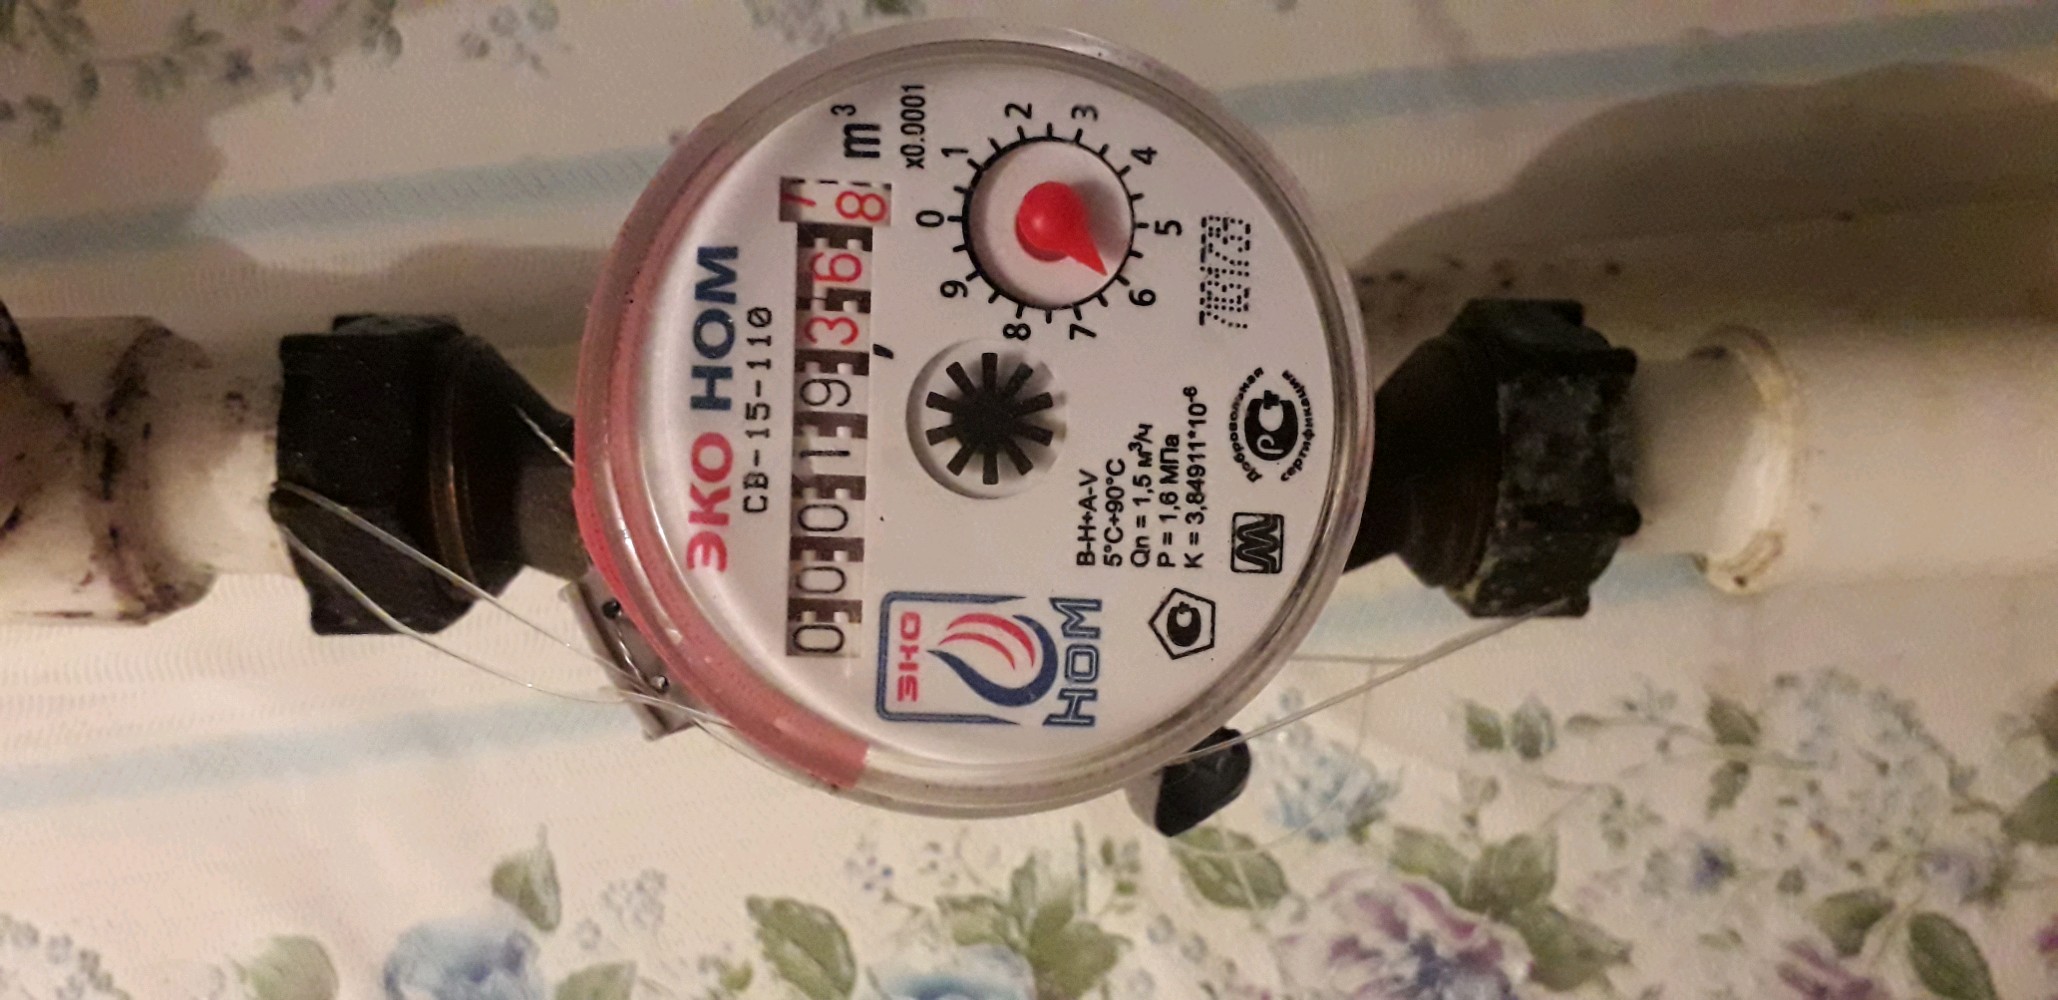 ЭКО НОМ
СВ-15-110
0 0 0 1 9 , 3 6 7 8 m³
x0.0001
0 1 2 3 4 5 6 7 8 9
ЭКО
НОМ
B-H+A-V
5°C÷90°C
Qn = 1,5 м³/ч
P = 1,6 МПа
K = 3,84911*10⁻⁶
Добровольная
РСТ
сертификация